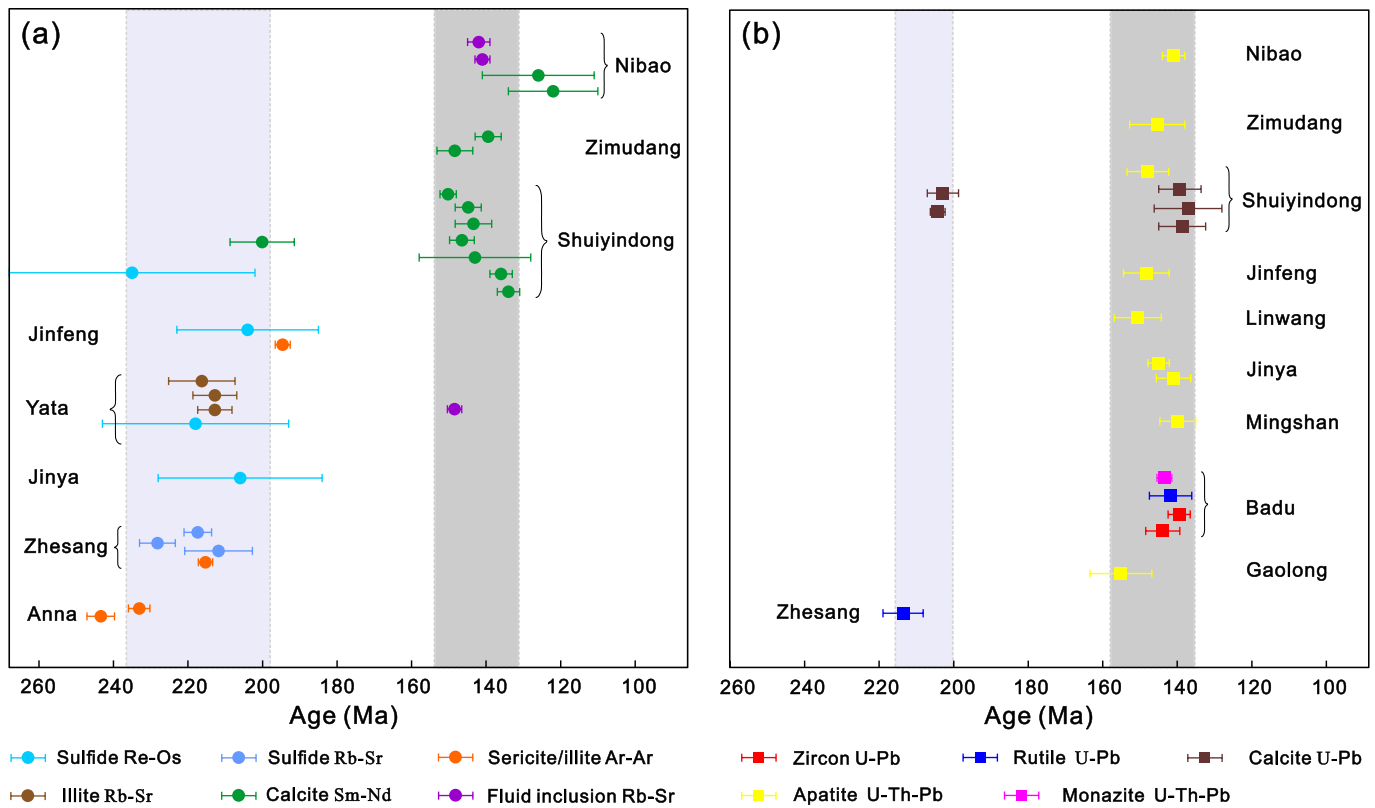 (a)
Nibao
Zimudang
Shuiyindong
Jinfeng
Yata
Jinya
Zhesang
Anna
260 240 220 200 180 160 140 120 100
Age (Ma)
(b)
Nibao
Zimudang
Shuiyindong
Jinfeng
Linwang
Jinya
Mingshan
Badu
Gaolong
Zhesang
260 240 220 200 180 160 140 120 100
Age (Ma)
Sulfide Re-Os Sulfide Rb-Sr Sericite/illite Ar-Ar
Illite Rb-Sr Calcite Sm-Nd Fluid inclusion Rb-Sr
Zircon U-Pb Rutile U-Pb Calcite U-Pb
Apatite U-Th-Pb Monazite U-Th-Pb